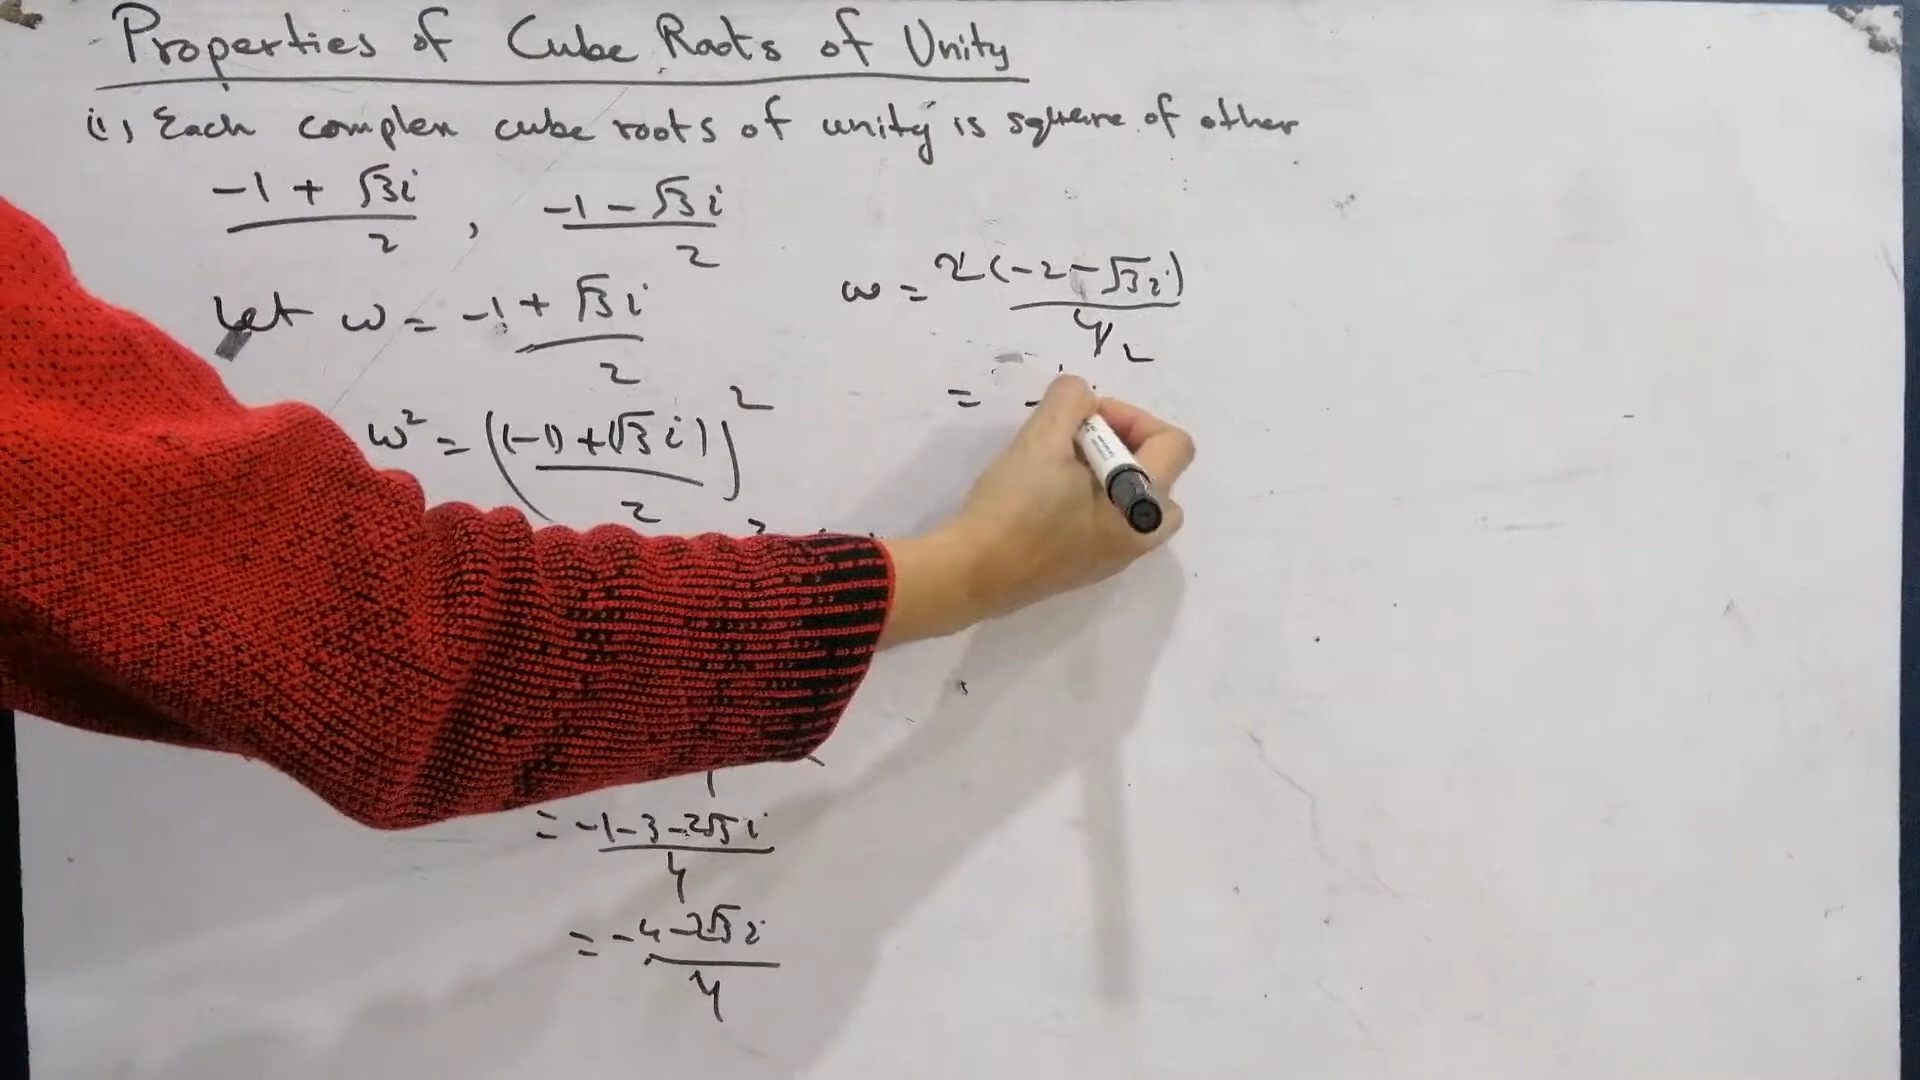 Properties of Cube Roots of Unity
(i), Each complex cube roots of unity is square of other
-1 + √3i / 2 , -1 - √3i / 2
Let ω = -1 + √3i / 2
ω² = ((-1) + (√3i) / 2)²
= -1-3-2√3i / 4
= -4-2√3i / 4
ω = 2(-2-√3i) / 4 2
=